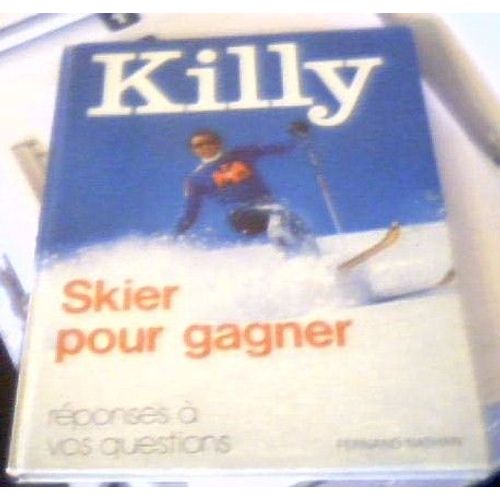 Killy
Skier
pour gagner
réponses à
vos questions
FERNAND NATHAN